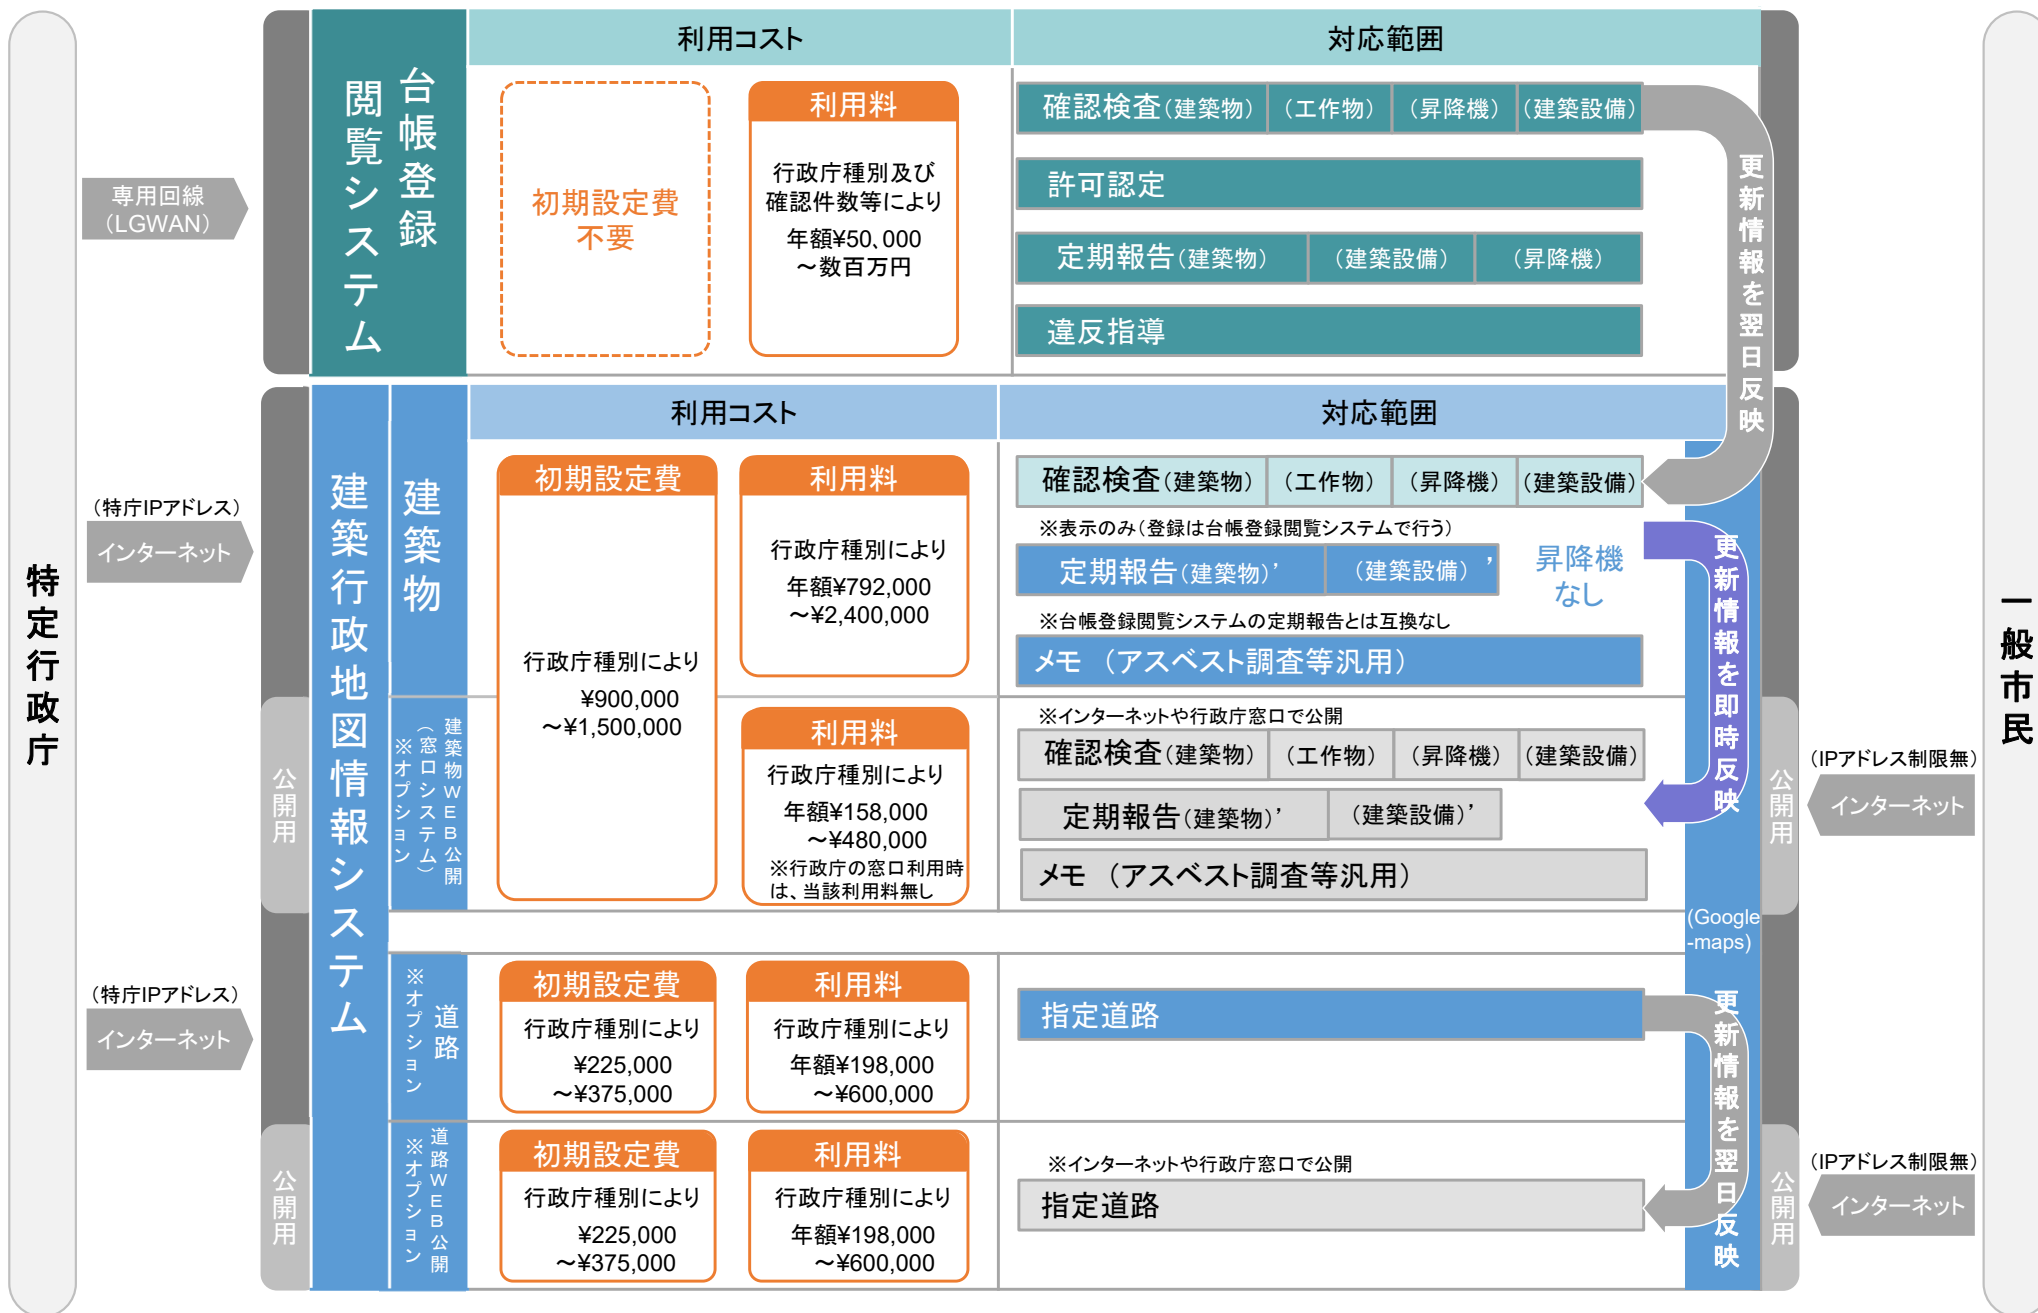 特定行政庁
専用回線
（LGWAN）
台帳登録
閲覧システム
利用コスト
対応範囲
初期設定費
不要
利用料
行政庁種別及び
確認件数等により
年額¥50、000
～数百万円
確認検査（建築物）
（工作物）
（昇降機）
（建築設備）
許可認定
定期報告（建築物）
（建築設備）
（昇降機）
違反指導
更新情報を翌日反映
（特庁IPアドレス）
インターネット
建築行政地図情報システム
建築物
利用コスト
対応範囲
初期設定費
行政庁種別により
¥900,000
～¥1,500,000
利用料
行政庁種別により
年額¥792,000
～¥2,400,000
確認検査（建築物）
（工作物）
（昇降機）
（建築設備）
※表示のみ（登録は台帳登録閲覧システムで行う）
定期報告（建築物）’
（建築設備）’
昇降機
なし
※台帳登録閲覧システムの定期報告とは互換なし
メモ （アスベスト調査等汎用）
更新情報を即時反映
公開用
建築物WEB公開
（窓口システム）
※オプション
利用料
行政庁種別により
年額¥158,000
～¥480,000
※行政庁の窓口利用時
は、当該利用料無し
※インターネットや行政庁窓口で公開
確認検査（建築物）
（工作物）
（昇降機）
（建築設備）
定期報告（建築物）’
（建築設備）’
メモ （アスベスト調査等汎用）
公開用
（IPアドレス制限無）
インターネット
(Google
-maps)
（特庁IPアドレス）
インターネット
道路
※オプション
初期設定費
行政庁種別により
¥225,000
～¥375,000
利用料
行政庁種別により
年額¥198,000
～¥600,000
指定道路
更新情報を翌日反映
公開用
道路WEB公開
※オプション
初期設定費
行政庁種別により
¥225,000
～¥375,000
利用料
行政庁種別により
年額¥198,000
～¥600,000
※インターネットや行政庁窓口で公開
指定道路
公開用
（IPアドレス制限無）
インターネット
一般市民